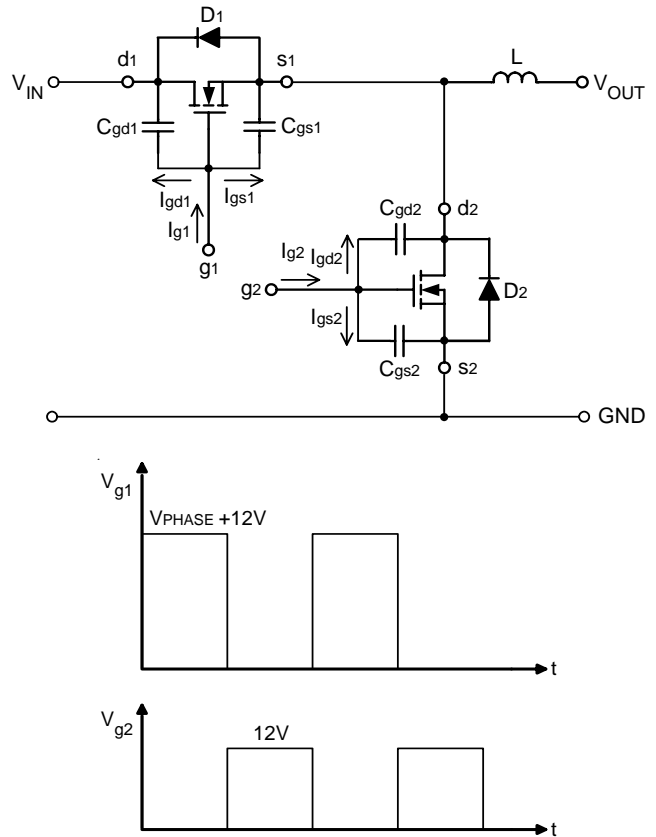 D1
d1
s1
L
VIN
VOUT
Cgd1
Cgs1
Igd1
Igs1
Ig1
g1
Cgd2
d2
Ig2
Igd2
g2
D2
Igs2
Cgs2
s2
GND
Vg1
VPHASE +12V
t
Vg2
12V
t